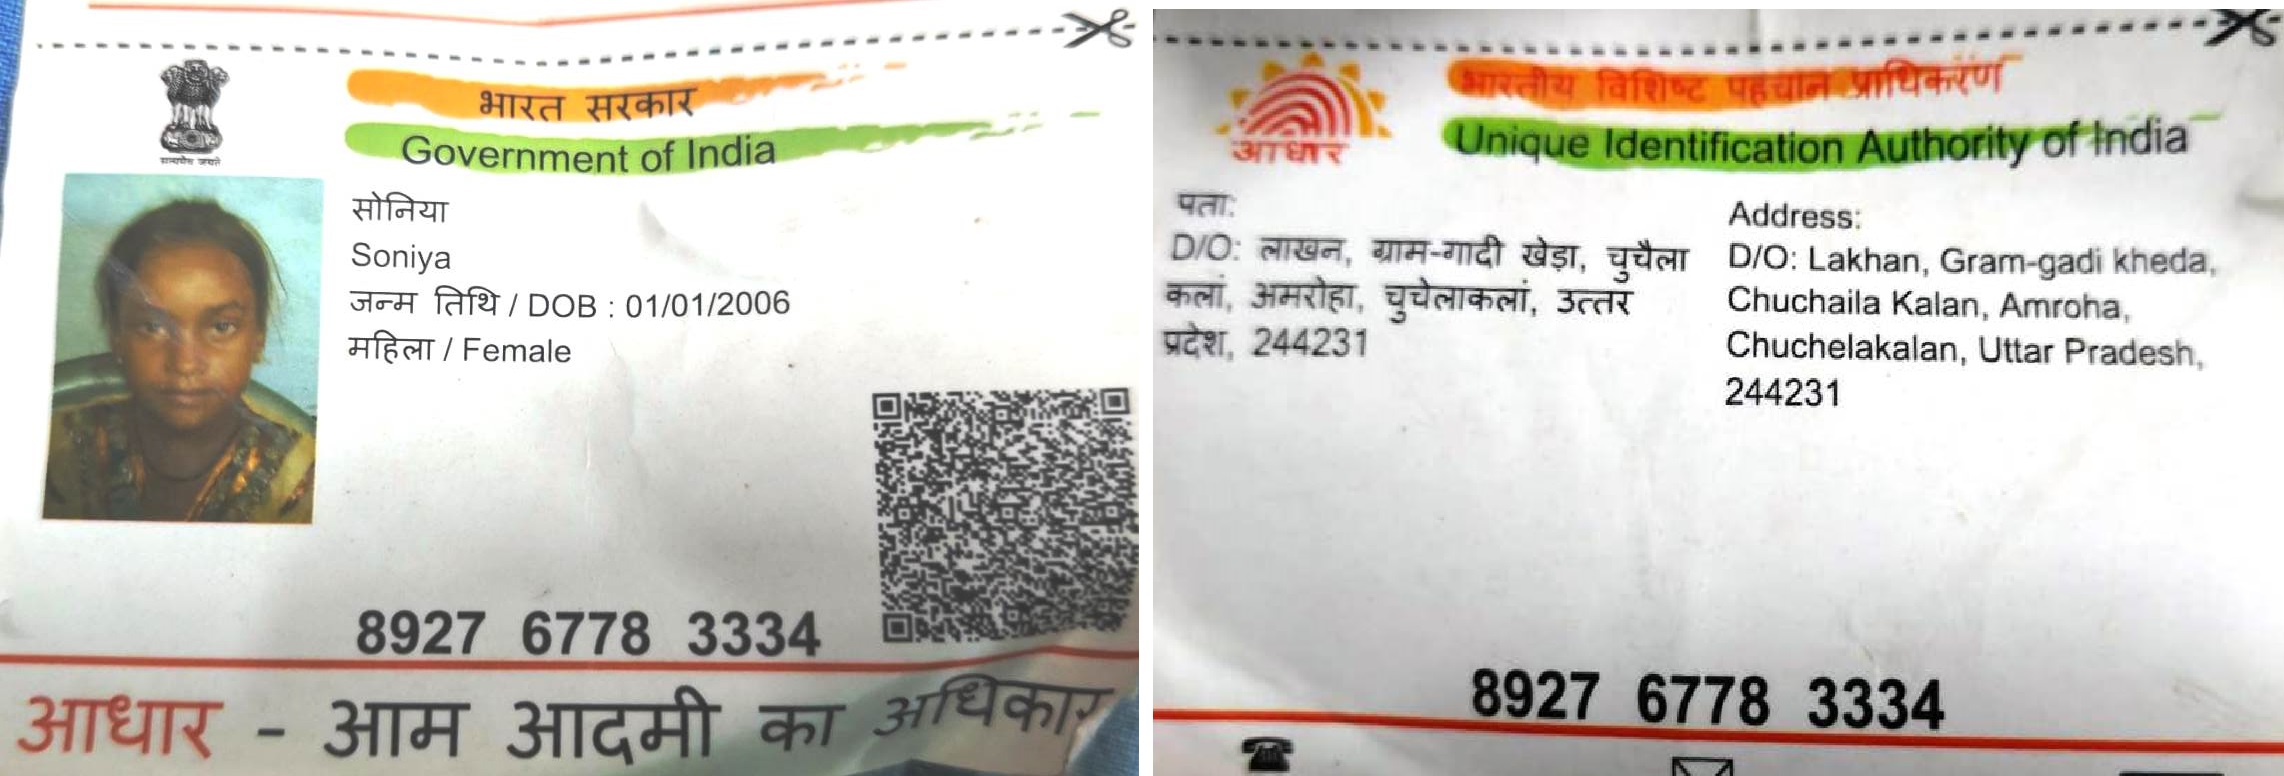 भारत सरकार
Government of India
सोनिया
Soniya
जन्म तिथि / DOB : 01/01/2006
महिला / Female
8927 6778 3334
आधार - आम आदमी का अधिकार
भारतीय विशिष्ट पहचान प्राधिकरण
Unique Identification Authority of India
आधार
पता:
D/O: लाखन, ग्राम-गादी खेड़ा, चुचैला
कलां, अमरोहा, चुचेलाकलां, उत्तर
प्रदेश, 244231
Address:
D/O: Lakhan, Gram-gadi kheda,
Chuchaila Kalan, Amroha,
Chuchelakalan, Uttar Pradesh,
244231
8927 6778 3334